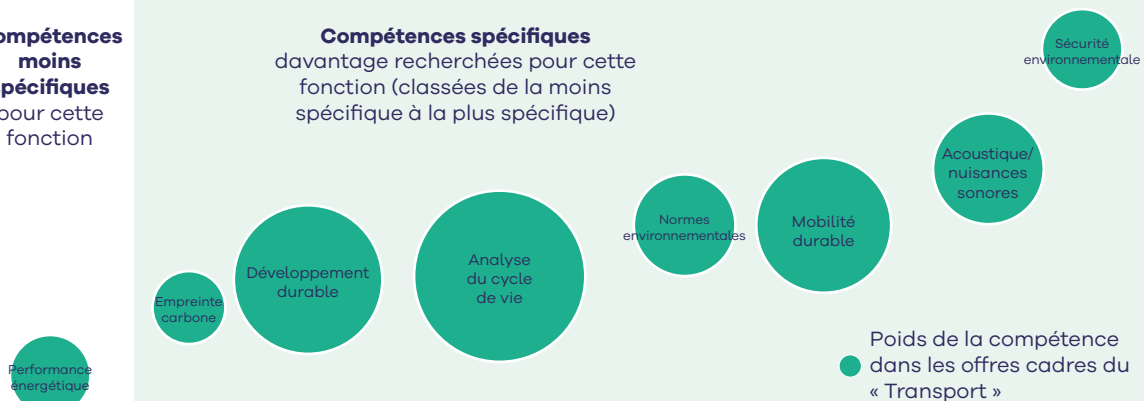 ompétences
moins
pécifiques
pour cette
fonction
Compétences spécifiques
davantage recherchées pour cette
fonction (classées de la moins
spécifique à la plus spécifique)
Sécurité
environnementale
Acoustique/
nuisances
sonores
Normes
environnementales
Mobilité
durable
Analyse
du cycle
de vie
Développement
durable
Empreinte
carbone
Performance
énergétique
Poids de la compétence
dans les offres cadres du
« Transport »